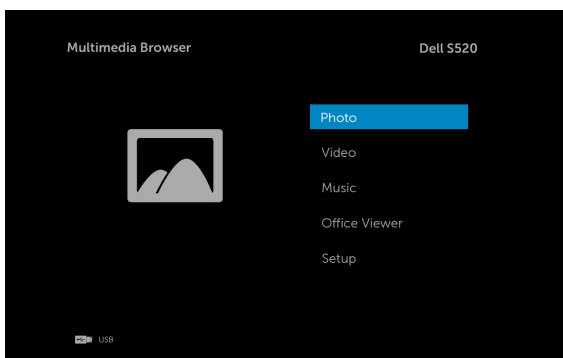 Multimedia Browser
Dell S520
Photo
Video
Music
Office Viewer
Setup
USB